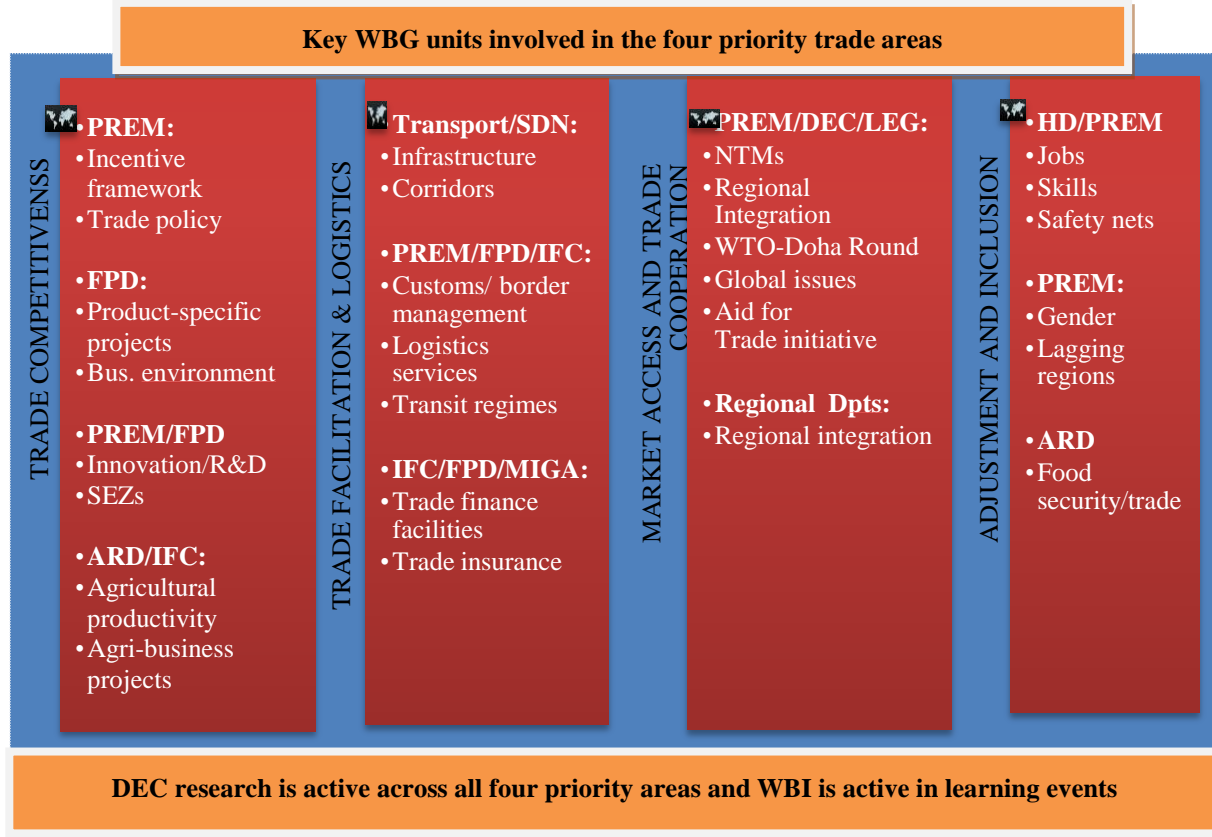 Key WBG units involved in the four priority trade areas
TRADE COMPETITIVENSS
•PREM:
•Incentive
framework
•Trade policy
•FPD:
•Product-specific
projects
•Bus. environment
•PREM/FPD
•Innovation/R&D
•SEZs
•ARD/IFC:
•Agricultural
productivity
•Agri-business
projects
TRADE FACILITATION & LOGISTICS
•Transport/SDN:
•Infrastructure
•Corridors
•PREM/FPD/IFC:
•Customs/ border
management
•Logistics
services
•Transit regimes
•IFC/FPD/MIGA:
•Trade finance
facilities
•Trade insurance
MARKET ACCESS AND TRADE
COOPERATION
•PREM/DEC/LEG:
•NTMs
•Regional
Integration
•WTO-Doha Round
•Global issues
•Aid for
Trade initiative
•Regional Dpts:
•Regional integration
ADJUSTMENT AND INCLUSION
•HD/PREM
•Jobs
•Skills
•Safety nets
•PREM:
•Gender
•Lagging
regions
•ARD
•Food
security/trade
DEC research is active across all four priority areas and WBI is active in learning events